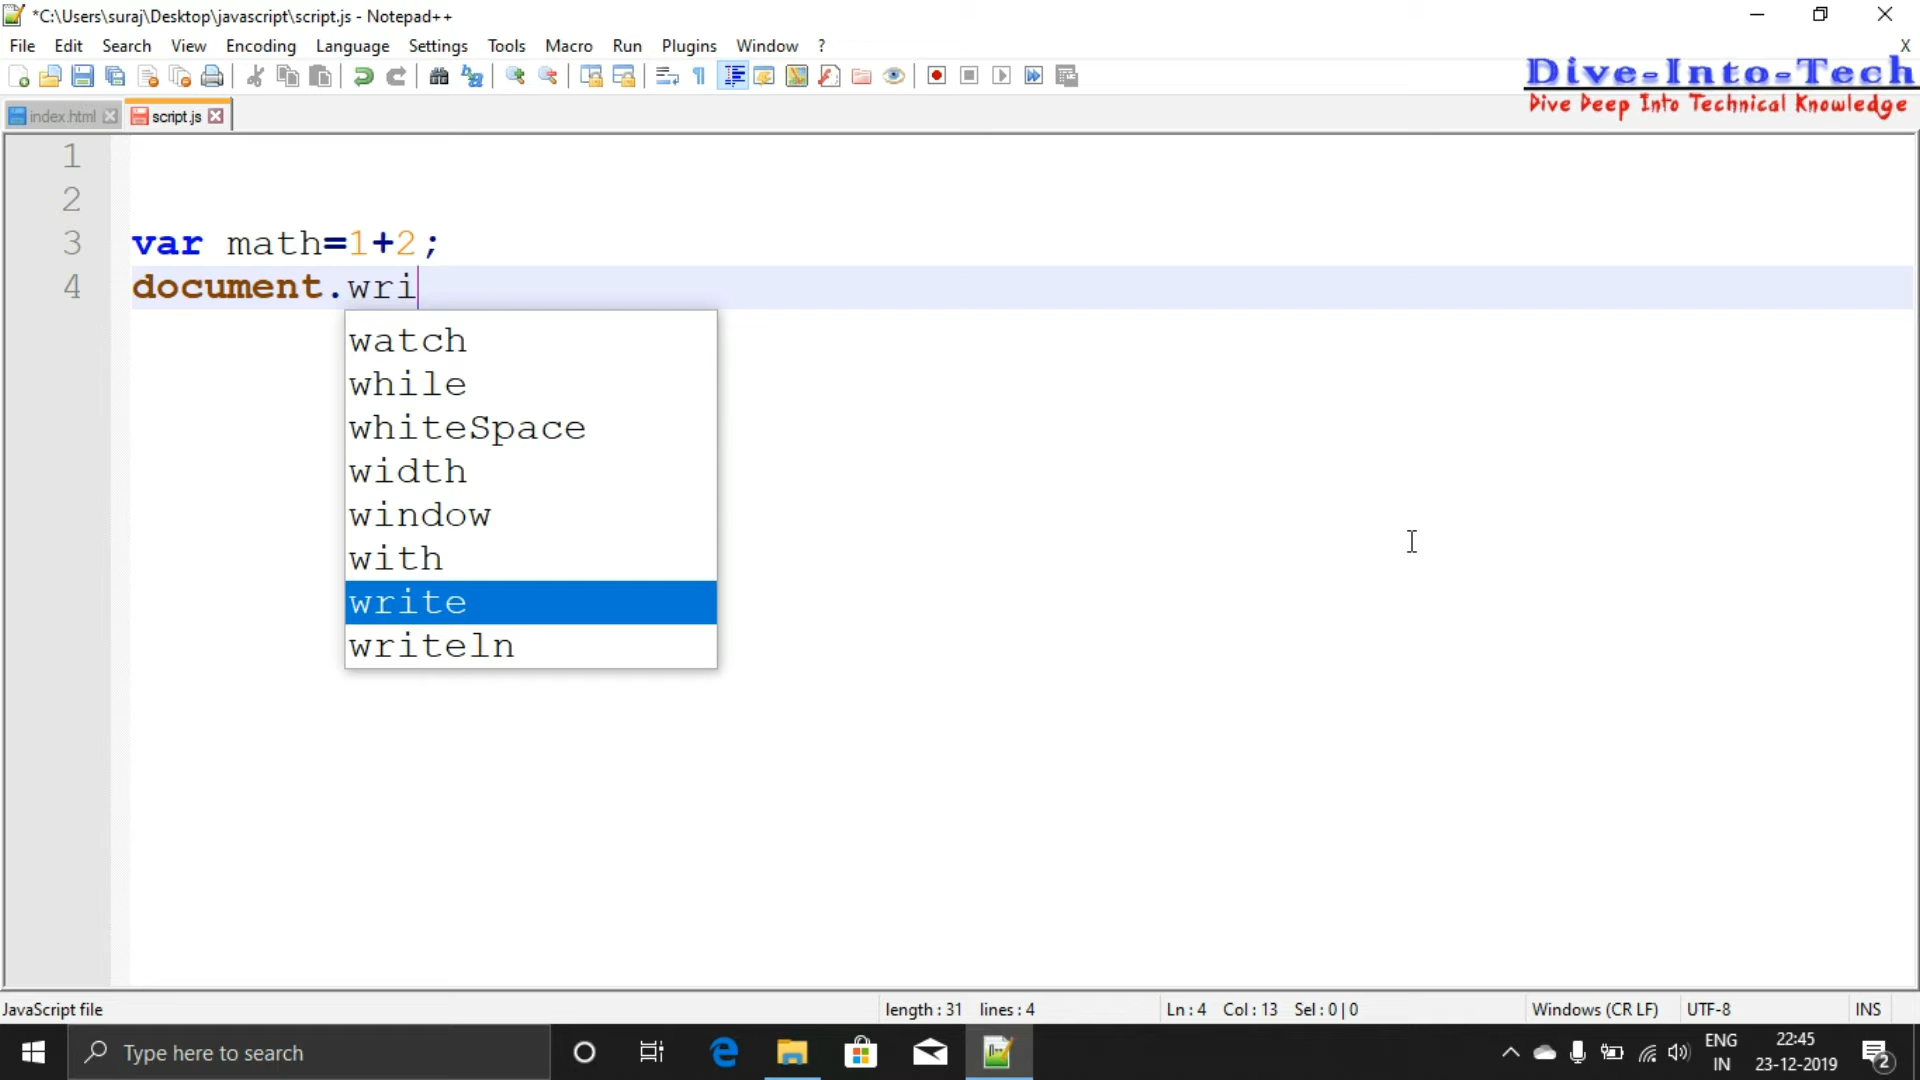 *C:\Users\suraj\Desktop\javascript\script.js - Notepad++
File Edit Search View Encoding Language Settings Tools Macro Run Plugins Window ? X
Dive-Into-Tech
Dive Deep Into Technical Knowledge
index.html script.js
1
2
3 var math=1+2;
4 document.wri
watch
while
whiteSpace
width
window
with
write
writeln
JavaScript file length : 31 lines : 4 Ln : 4 Col : 13 Sel : 0 | 0 Windows (CR LF) UTF-8 INS
Type here to search
ENG
IN
22:45
23-12-2019
2